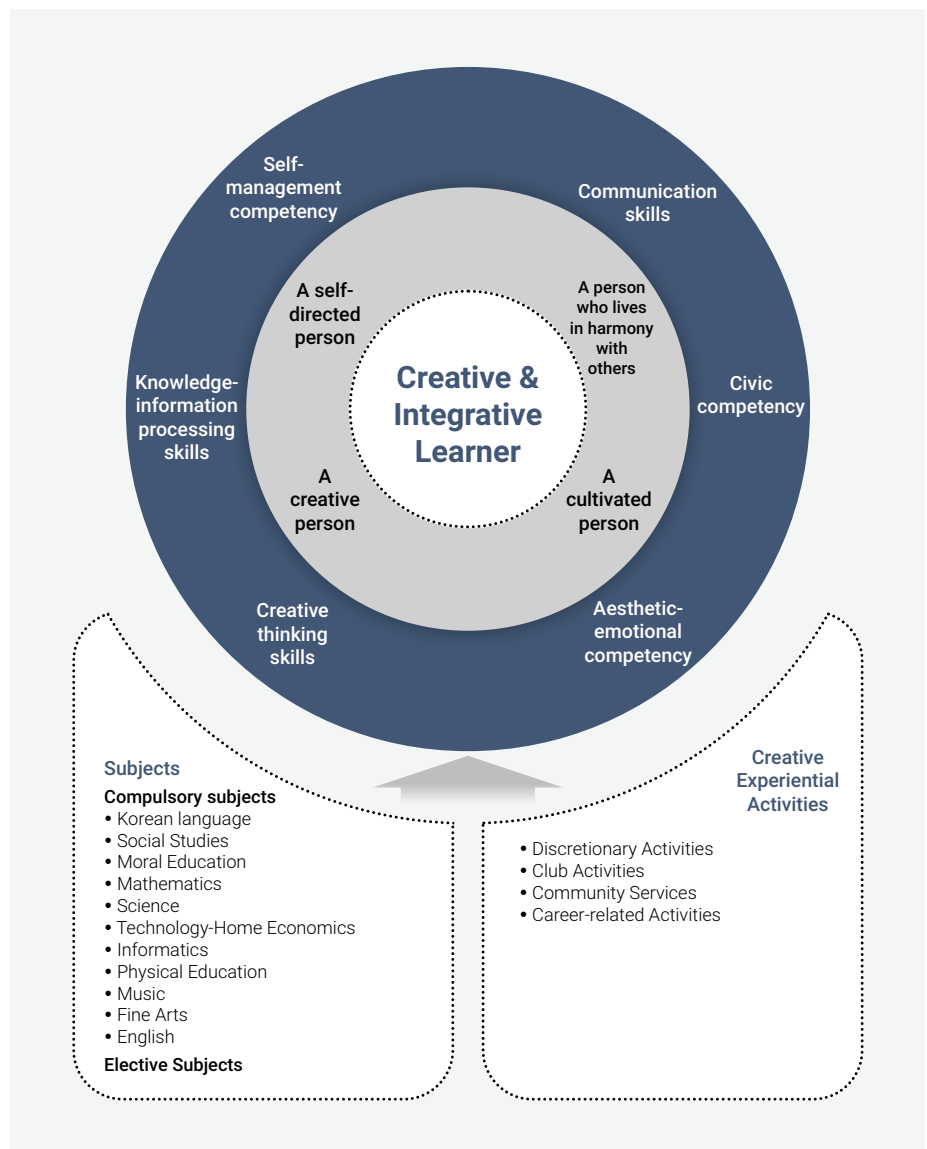 Self-
management
competency
Communication
skills
A self-
directed
person
A person
who lives
in harmony
with
others
Creative &
Integrative
Learner
Knowledge-
information
processing
skills
Civic
competency
A
creative
person
A
cultivated
person
Creative
thinking
skills
Aesthetic-
emotional
competency
Subjects
Compulsory subjects
• Korean language
• Social Studies
• Moral Education
• Mathematics
• Science
• Technology-Home Economics
• Informatics
• Physical Education
• Music
• Fine Arts
• English
Elective Subjects
Creative
Experiential
Activities
• Discretionary Activities
• Club Activities
• Community Services
• Career-related Activities